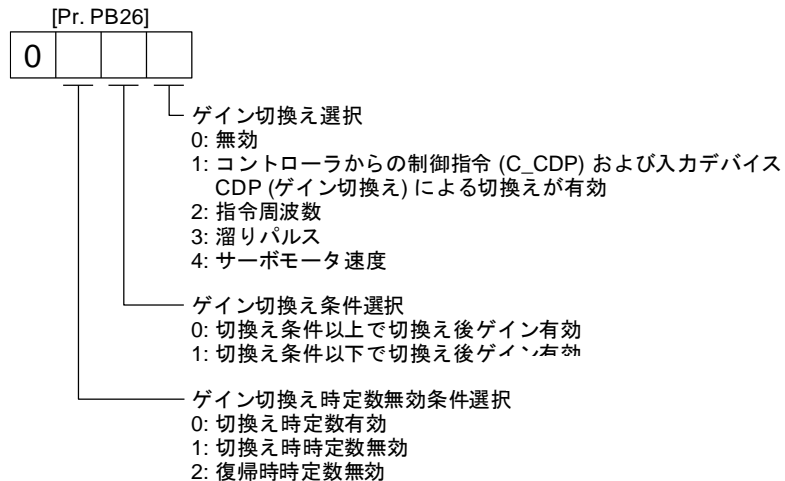 [Pr. PB26]
0
ゲイン切換え選択
0: 無効
1: コントローラからの制御指令 (C_CDP) および入力デバイス
CDP (ゲイン切換え) による切換えが有効
2: 指令周波数
3: 溜りパルス
4: サーボモータ速度
ゲイン切換え条件選択
0: 切換え条件以上で切換え後ゲイン有効
1: 切換え条件以下で切換え後ゲイン有効
ゲイン切換え時定数無効条件選択
0: 切換え時定数有効
1: 切換え時時定数無効
2: 復帰時時定数無効